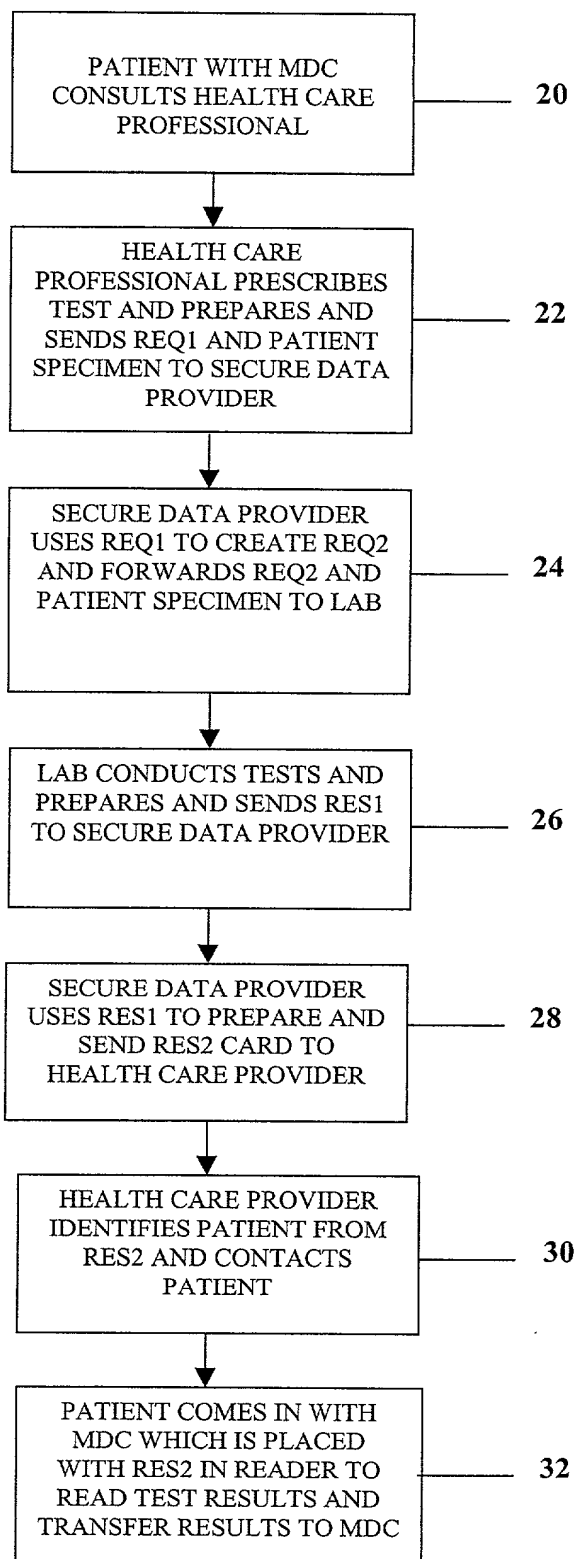 PATIENT WITH MDC
CONSULTS HEALTH CARE
PROFESSIONAL
20
HEALTH CARE
PROFESSIONAL PRESCRIBES
TEST AND PREPARES AND
SENDS REQ1 AND PATIENT
SPECIMEN TO SECURE DATA
PROVIDER
22
SECURE DATA PROVIDER
USES REQ1 TO CREATE REQ2
AND FORWARDS REQ2 AND
PATIENT SPECIMEN TO LAB
24
LAB CONDUCTS TESTS AND
PREPARES AND SENDS RES1
TO SECURE DATA PROVIDER
26
SECURE DATA PROVIDER
USES RES1 TO PREPARE AND
SEND RES2 CARD TO
HEALTH CARE PROVIDER
28
HEALTH CARE PROVIDER
IDENTIFIES PATIENT FROM
RES2 AND CONTACTS
PATIENT
30
PATIENT COMES IN WITH
MDC WHICH IS PLACED
WITH RES2 IN READER TO
READ TEST RESULTS AND
TRANSFER RESULTS TO MDC
32